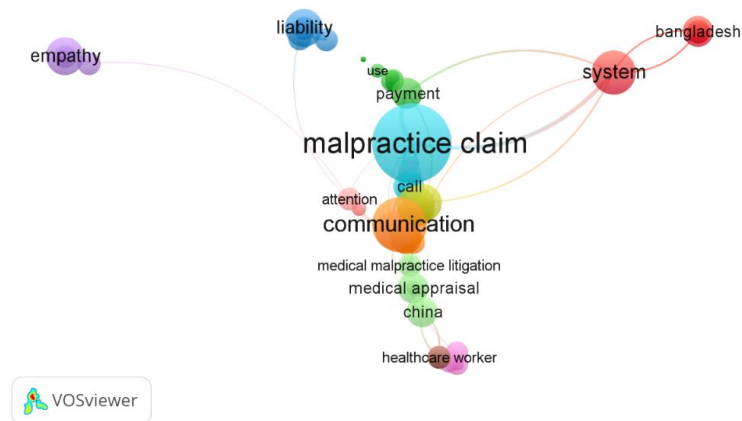 liability
bangladesh
empathy
system
use
payment
malpractice claim
call
attention
communication
medical malpractice litigation
medical appraisal
china
healthcare worker
VOSviewer